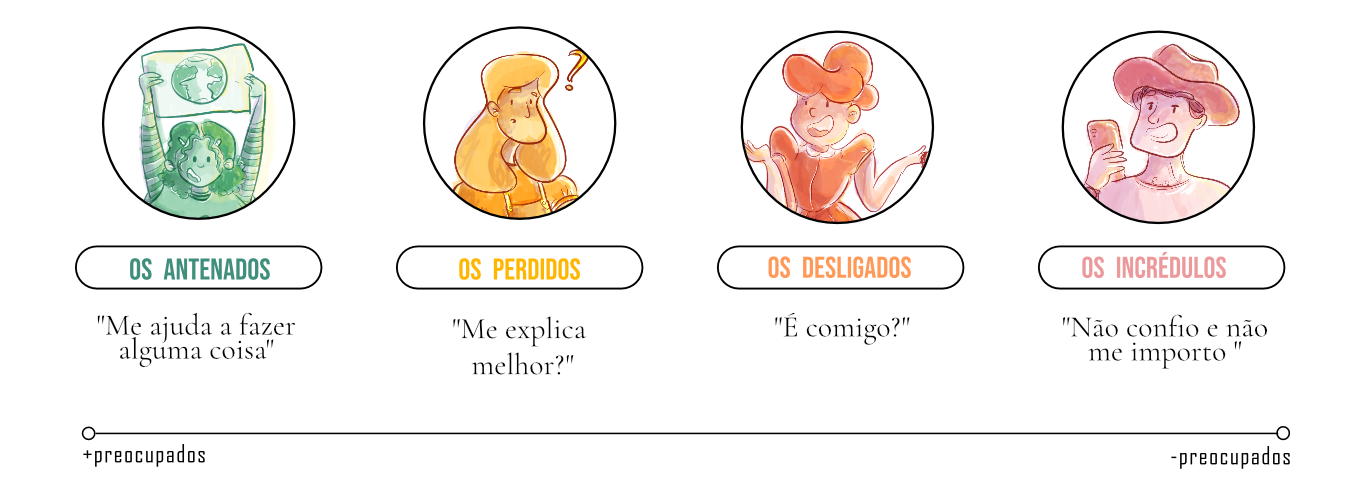 ?
OS ANTENADOS
OS PERDIDOS
OS DESLIGADOS
OS INCRÉDULOS
"Me ajuda a fazer
alguma coisa"
"Me explica
melhor?"
"É comigo?"
"Não confio e não
me importo "
+preocupados
-preocupados